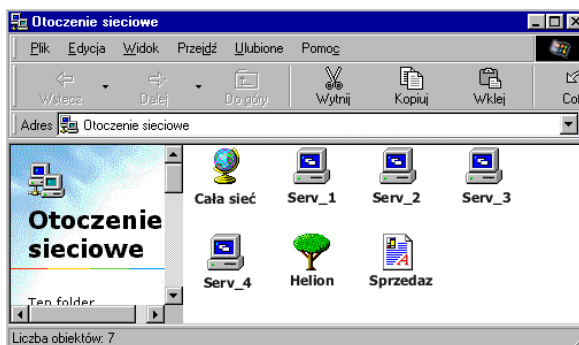 Otoczenie sieciowe
Plik Edycja Widok Przejdź Ulubione Pomoc
Wstecz Dalej Do góry Wytnij Kopiuj Wklej
Adres Otoczenie sieciowe
Cała sieć Serv_1 Serv_2 Serv_3
Otoczenie
sieciowe
Serv_4 Helion Sprzedaz
Ten folder
Liczba obiektów: 7